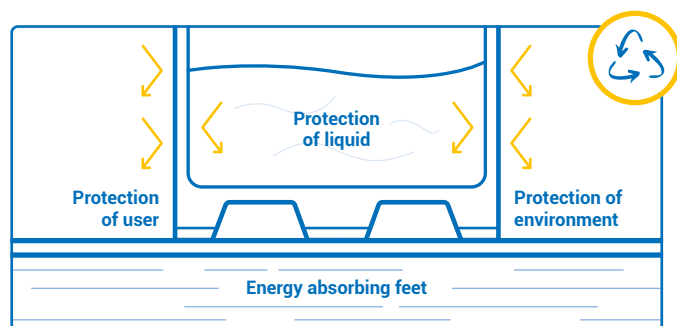 Protection
of liquid
Protection
of user
Protection of
environment
Energy absorbing feet